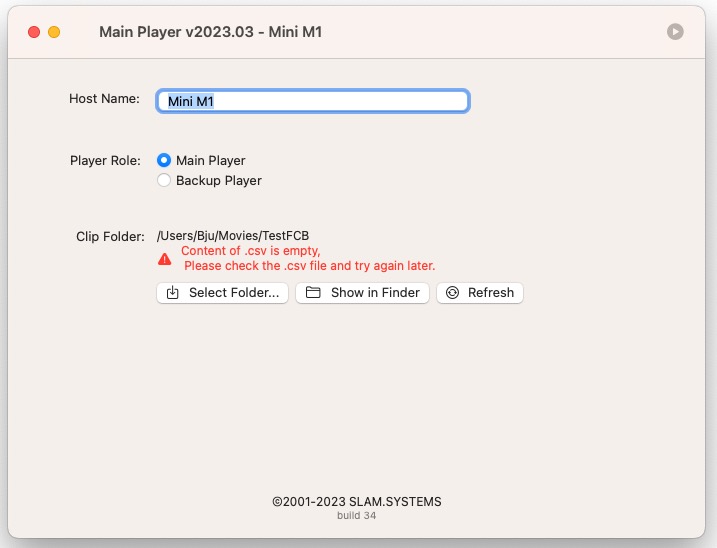 Main Player v2023.03 - Mini M1
Host Name: Mini M1
Player Role: Main Player
Backup Player
Clip Folder: /Users/Bju/Movies/TestFCB
Content of .csv is empty,
Please check the .csv file and try again later.
Select Folder... Show in Finder Refresh
©2001-2023 SLAM.SYSTEMS
build 34